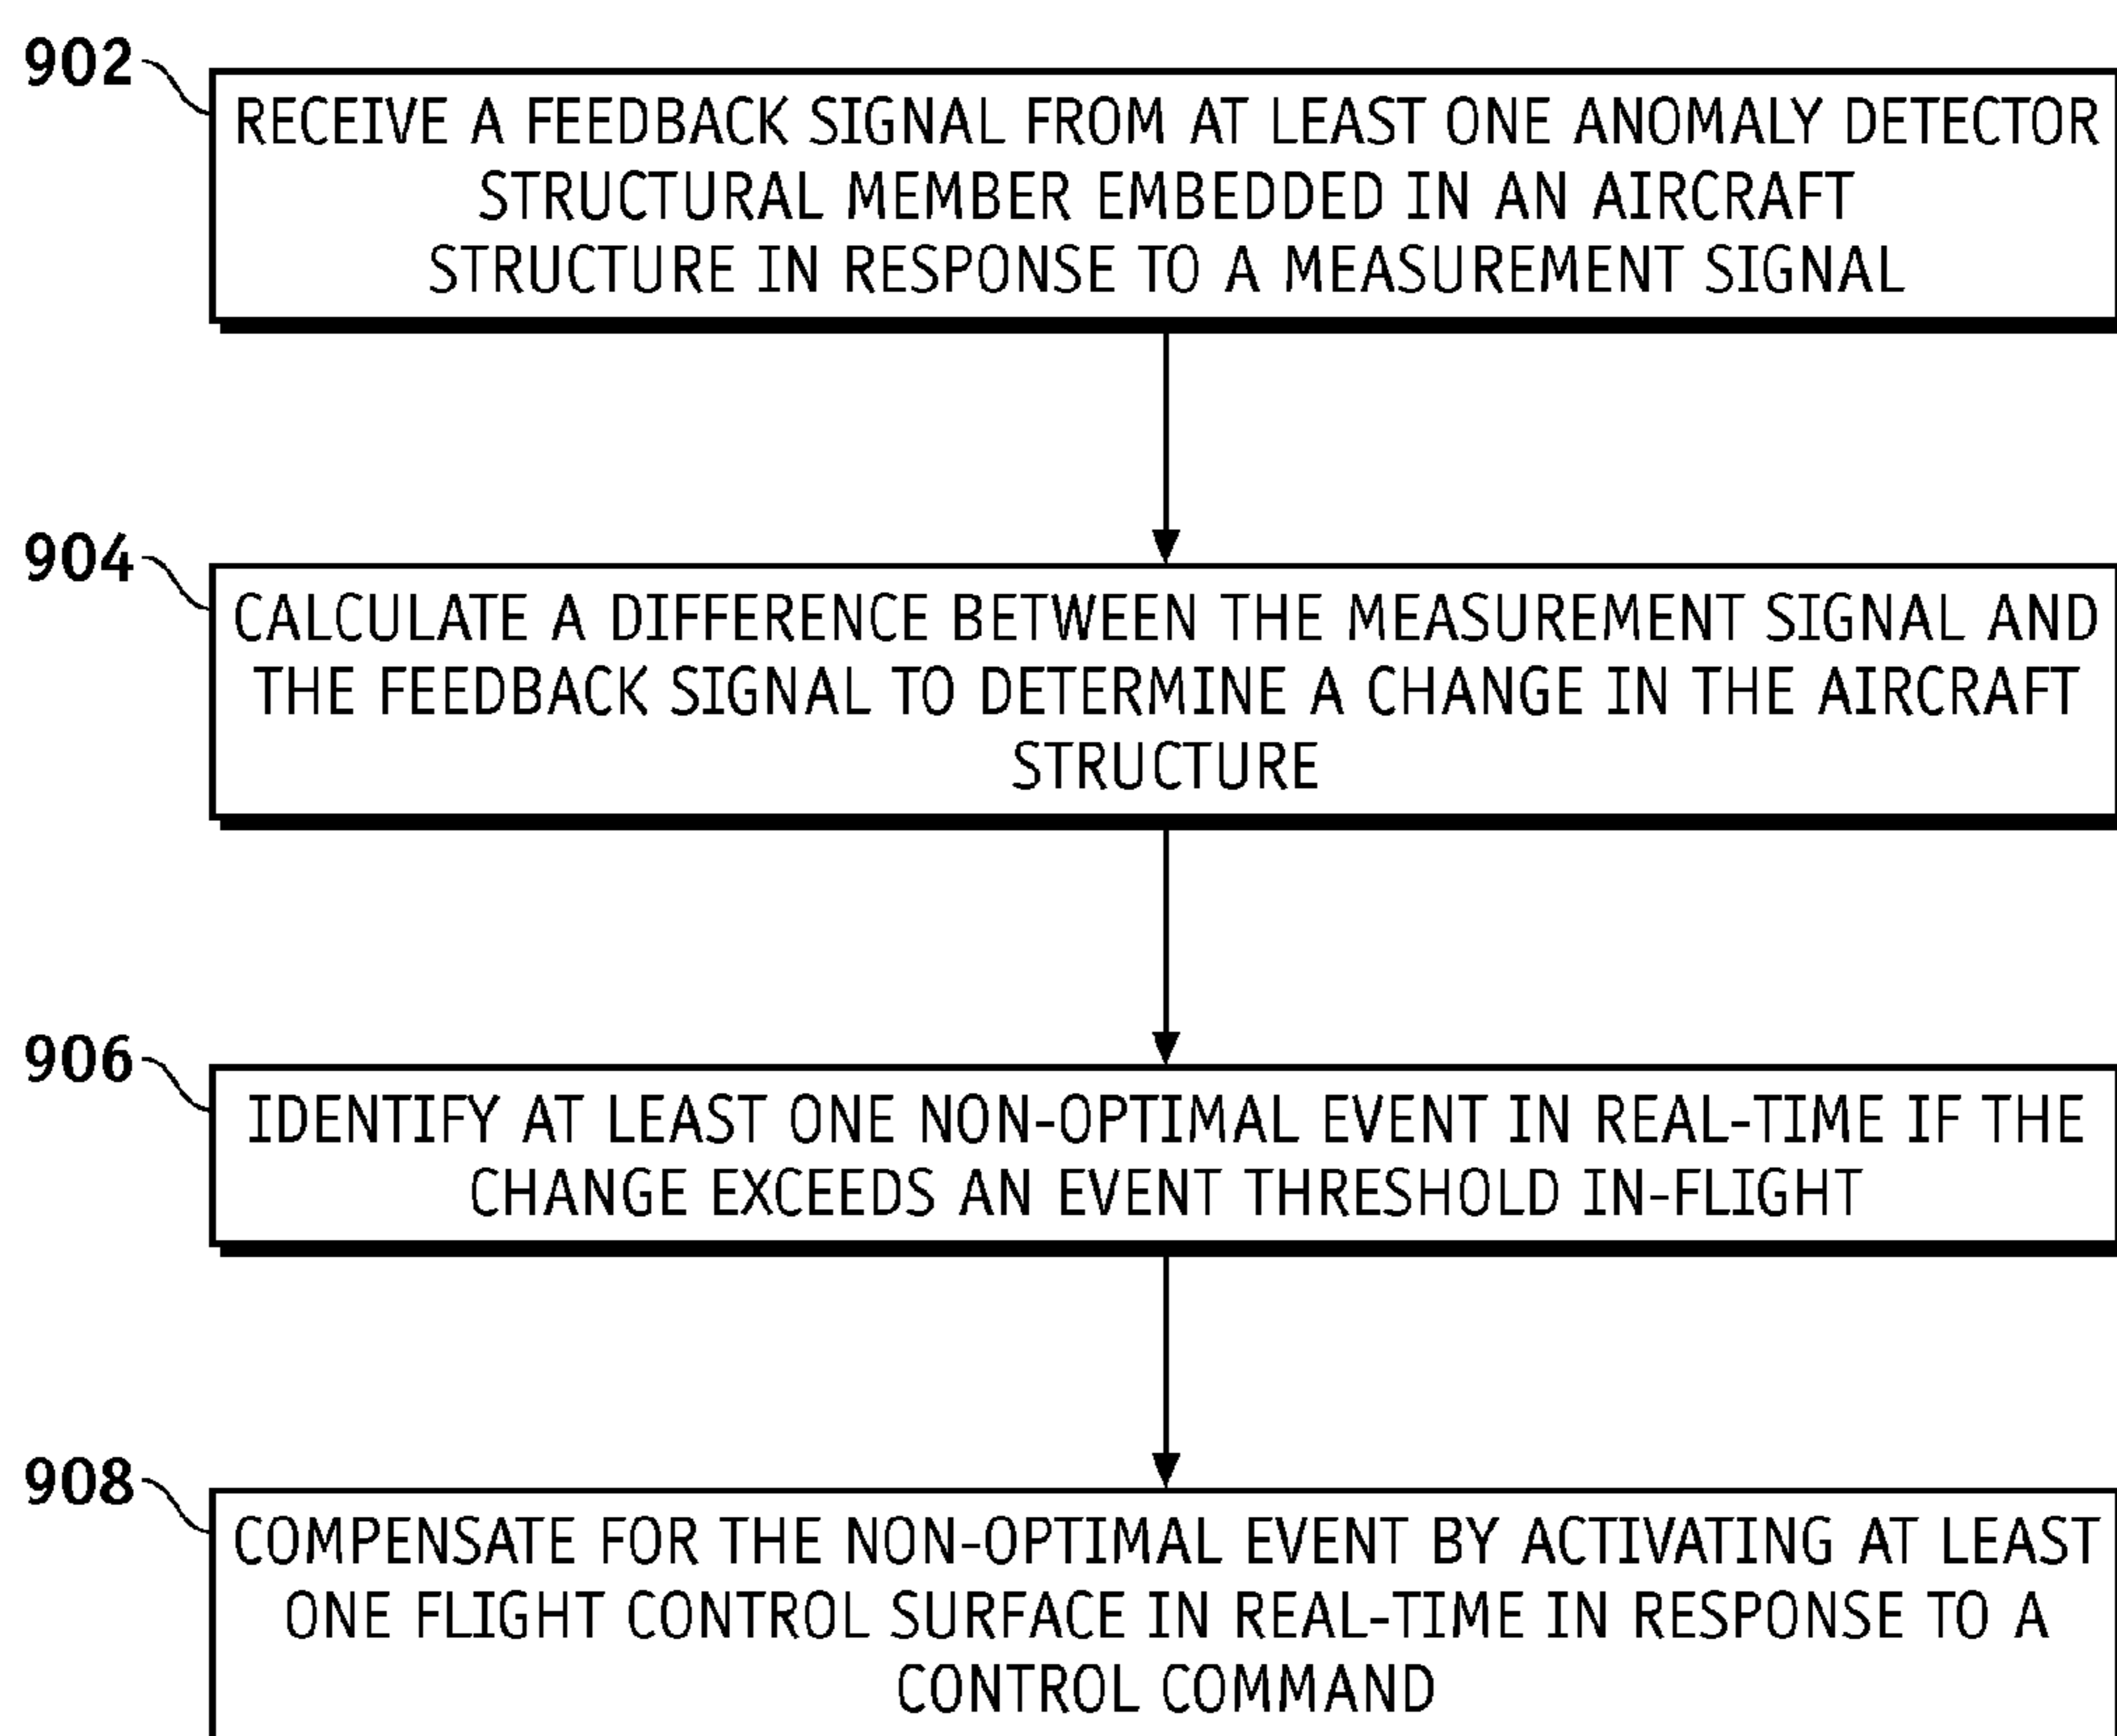 902
RECEIVE A FEEDBACK SIGNAL FROM AT LEAST ONE ANOMALY DETECTOR
STRUCTURAL MEMBER EMBEDDED IN AN AIRCRAFT
STRUCTURE IN RESPONSE TO A MEASUREMENT SIGNAL
904
CALCULATE A DIFFERENCE BETWEEN THE MEASUREMENT SIGNAL AND
THE FEEDBACK SIGNAL TO DETERMINE A CHANGE IN THE AIRCRAFT
STRUCTURE
906
IDENTIFY AT LEAST ONE NON-OPTIMAL EVENT IN REAL-TIME IF THE
CHANGE EXCEEDS AN EVENT THRESHOLD IN-FLIGHT
908
COMPENSATE FOR THE NON-OPTIMAL EVENT BY ACTIVATING AT LEAST
ONE FLIGHT CONTROL SURFACE IN REAL-TIME IN RESPONSE TO A
CONTROL COMMAND